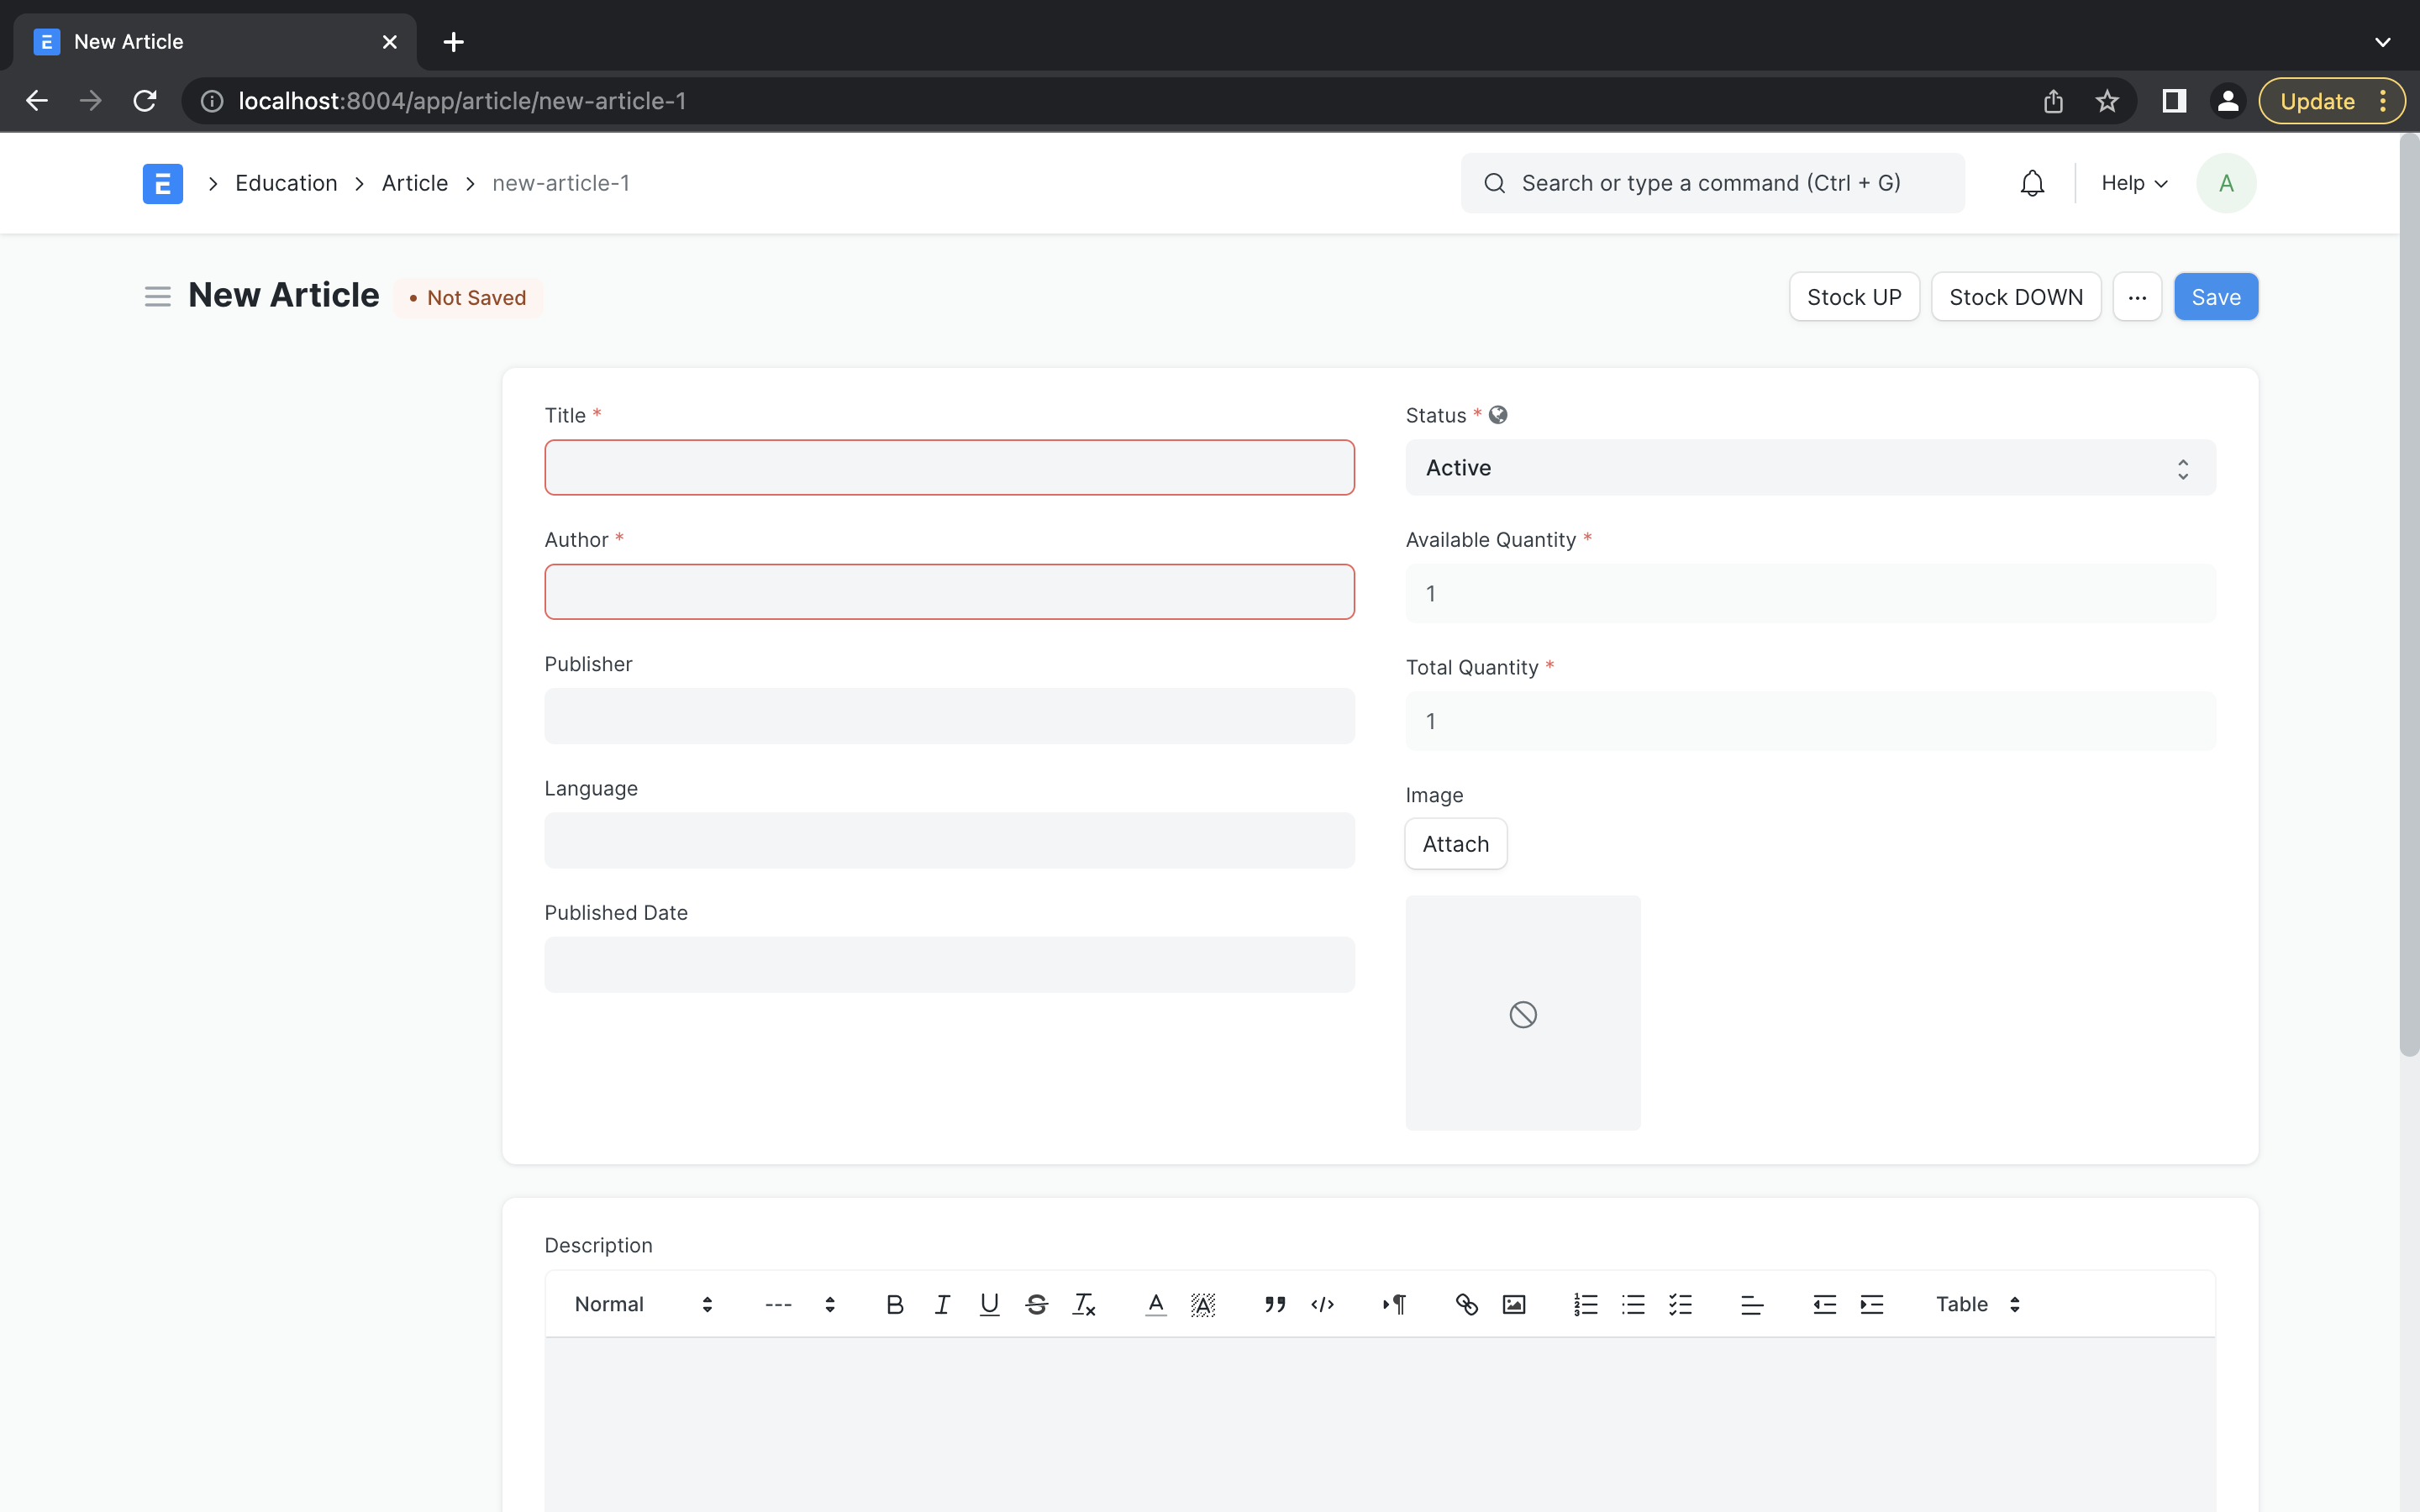 New Article
localhost:8004/app/article/new-article-1
Update
Education
Article
new-article-1
Search or type a command (Ctrl + G)
Help
A
New Article
Not Saved
Stock UP
Stock DOWN
Save
Title *
Status *
Active
Author *
Available Quantity *
1
Publisher
Total Quantity *
1
Language
Image
Attach
Published Date
Description
Normal
---
Table